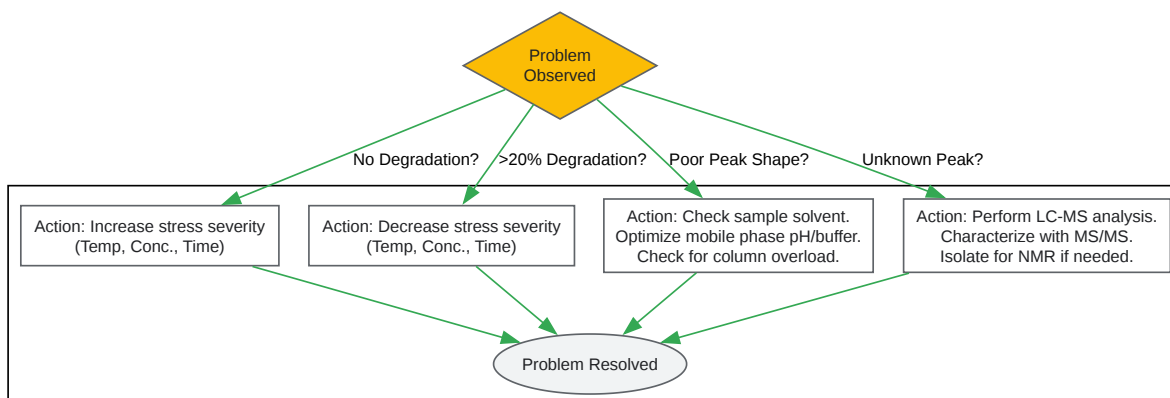 Problem
Observed
No Degradation?
>20% Degradation?
Poor Peak Shape?
Unknown Peak?
Action: Increase stress severity
(Temp, Conc., Time)
Action: Decrease stress severity
(Temp, Conc., Time)
Action: Check sample solvent.
Optimize mobile phase pH/buffer.
Check for column overload.
Action: Perform LC-MS analysis.
Characterize with MS/MS.
Isolate for NMR if needed.
Problem Resolved